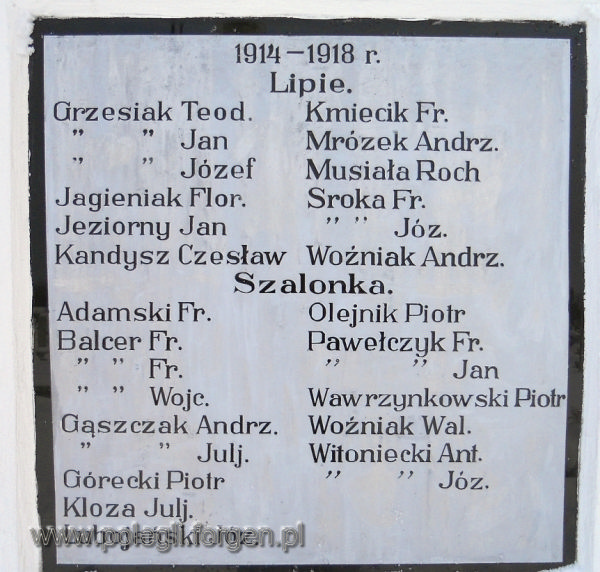 1914-1918 r.
Lipie.
Grzesiak Teod.
" " Jan
" " Józef
Jagieniak Flor.
Jeziorny Jan
Kandysz Czesław
Kmiecik Fr.
Mrózek Andrz.
Musiała Roch
Sroka Fr.
" " Józ.
Woźniak Andrz.
Szalonka.
Adamski Fr.
Balcer Fr.
" " Fr.
" " Wojc.
Gąszczak Andrz.
" " Julj.
Górecki Piotr
Kloza Julj.
Olejnik Piotr
Pawełczyk Fr.
" " Jan
Wawrzynkowski Piotr
Woźniak Wal.
Witoniecki Ant.
" " Józ.
www.polegli.forgen.pl